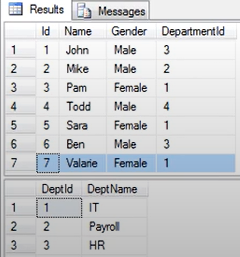 Results Messages
Id Name Gender DepartmentId
1 1 John Male 3
2 2 Mike Male 2
3 3 Pam Female 1
4 4 Todd Male 4
5 5 Sara Female 1
6 6 Ben Male 3
7 7 Valarie Female 1
DeptId DeptName
1 1 IT
2 2 Payroll
3 3 HR